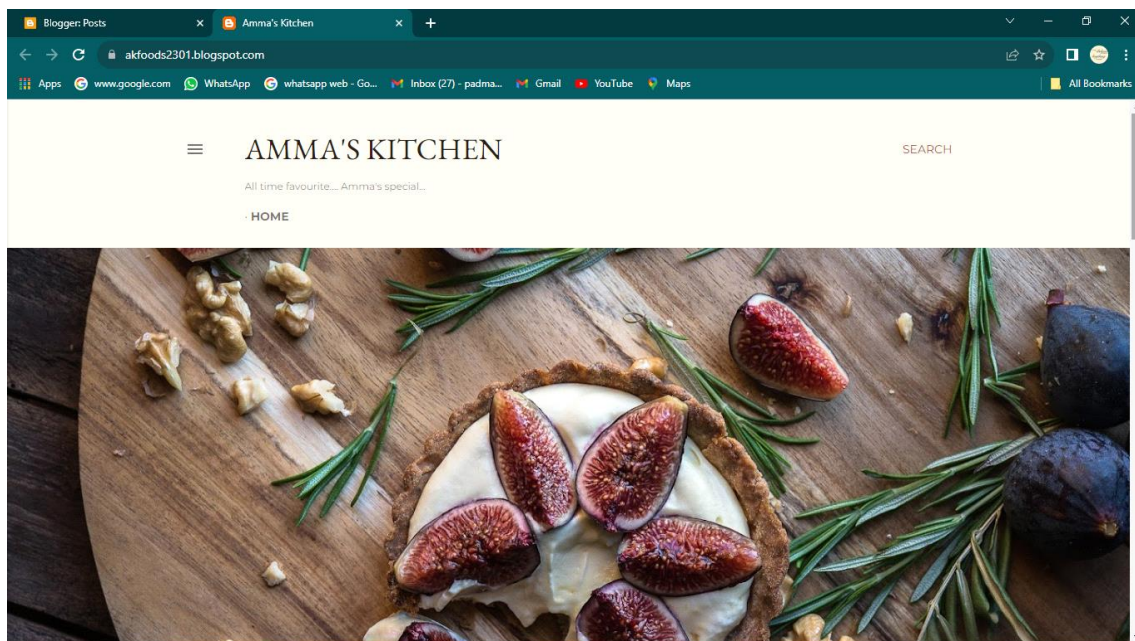 Blogger: Posts
Amma's Kitchen
akfoods2301.blogspot.com
Apps www.google.com WhatsApp whatsapp web - Go... Inbox (27) - padma... Gmail YouTube Maps All Bookmarks
AMMA'S KITCHEN
SEARCH
All time favourite.... Amma's special...
· HOME